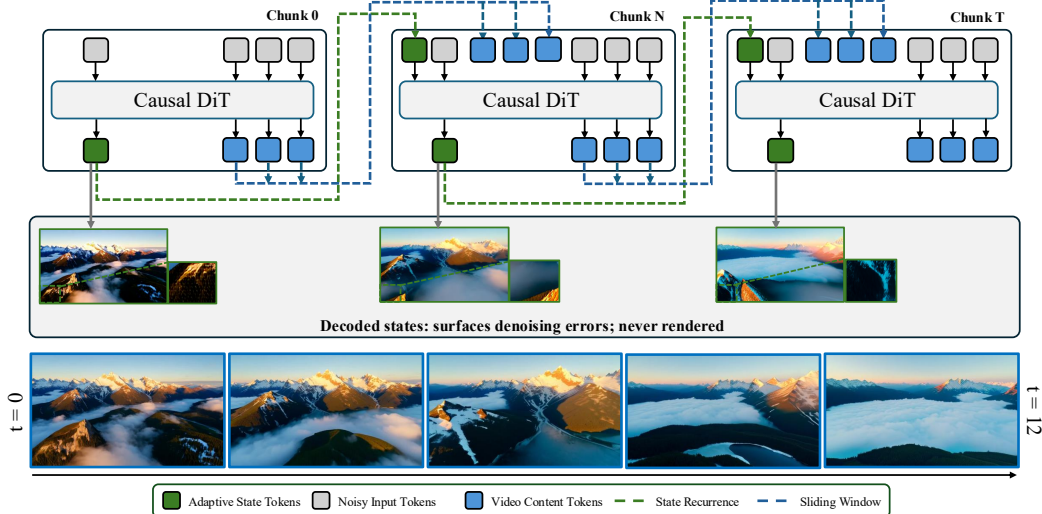 Chunk 0
Chunk N
Chunk T
Causal DiT
Causal DiT
Causal DiT
Decoded states: surfaces denoising errors; never rendered
t = 0
t = 12
Adaptive State Tokens
Noisy Input Tokens
Video Content Tokens
State Recurrence
Sliding Window